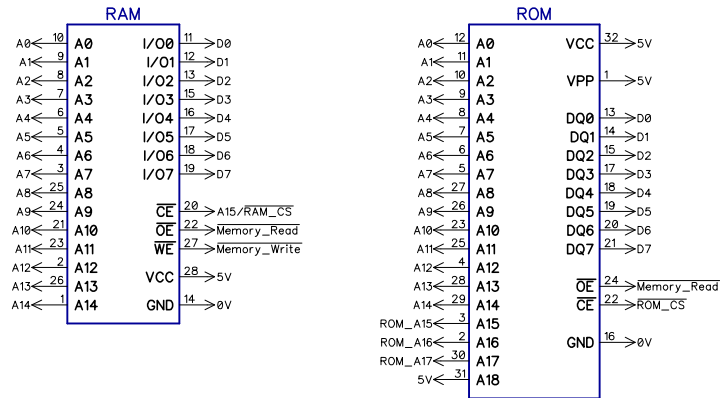 RAM
A0 10 A0 I/O0 11 D0
A1 9 A1 I/O1 12 D1
A2 8 A2 I/O2 13 D2
A3 7 A3 I/O3 15 D3
A4 6 A4 I/O4 16 D4
A5 5 A5 I/O5 17 D5
A6 4 A6 I/O6 18 D6
A7 3 A7 I/O7 19 D7
A8 25 A8
A9 24 A9 CE 20 A15/RAM_CS
A10 21 A10 OE 22 Memory_Read
A11 23 A11 WE 27 Memory_Write
A12 2 A12
A13 26 A13 VCC 28 5V
A14 1 A14 GND 14 0V
ROM
A0 12 A0 VCC 32 5V
A1 11 A1
A2 10 A2 VPP 1 5V
A3 9 A3
A4 8 A4 DQ0 13 D0
A5 7 A5 DQ1 14 D1
A6 6 A6 DQ2 15 D2
A7 5 A7 DQ3 17 D3
A8 27 A8 DQ4 18 D4
A9 26 A9 DQ5 19 D5
A10 23 A10 DQ6 20 D6
A11 25 A11 DQ7 21 D7
A12 4 A12
A13 28 A13 OE 24 Memory_Read
A14 29 A14 CE 22 ROM_CS
ROM_A15 3 A15
ROM_A16 2 A16 GND 16 0V
ROM_A17 30 A17
5V 31 A18